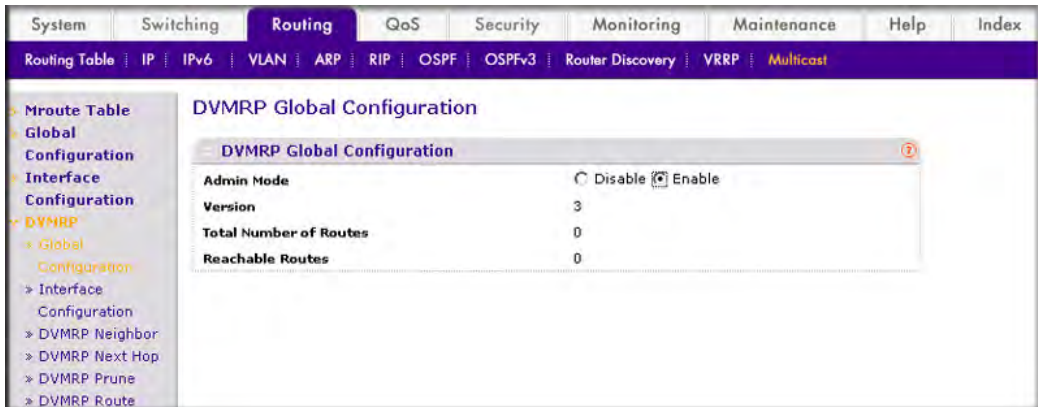 System Switching Routing QoS Security Monitoring Maintenance Help Index
Routing Table IP IPv6 VLAN ARP RIP OSPF OSPFv3 Router Discovery VRRP Multicast
Mroute Table
Global
Configuration
Interface
Configuration
DVMRP
» Global
Configuration
» Interface
Configuration
» DVMRP Neighbor
» DVMRP Next Hop
» DVMRP Prune
» DVMRP Route
DVMRP Global Configuration
DVMRP Global Configuration ?
Admin Mode Disable Enable
Version 3
Total Number of Routes 0
Reachable Routes 0